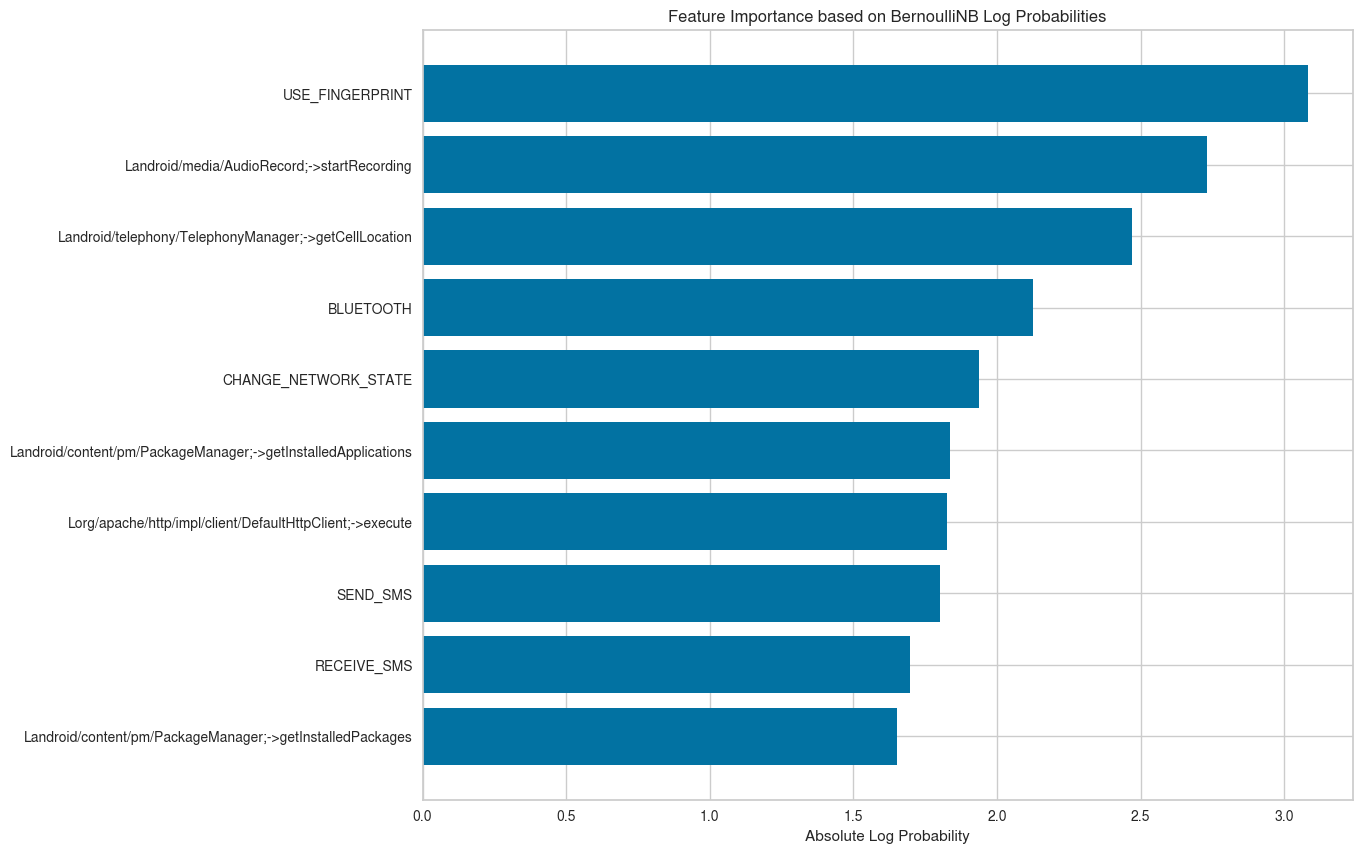 Feature Importance based on BernoulliNB Log Probabilities
USE_FINGERPRINT
Landroid/media/AudioRecord;->startRecording
Landroid/telephony/TelephonyManager;->getCellLocation
BLUETOOTH
CHANGE_NETWORK_STATE
Landroid/content/pm/PackageManager;->getInstalledApplications
Lorg/apache/http/impl/client/DefaultHttpClient;->execute
SEND_SMS
RECEIVE_SMS
Landroid/content/pm/PackageManager;->getInstalledPackages
0.0 0.5 1.0 1.5 2.0 2.5 3.0
Absolute Log Probability